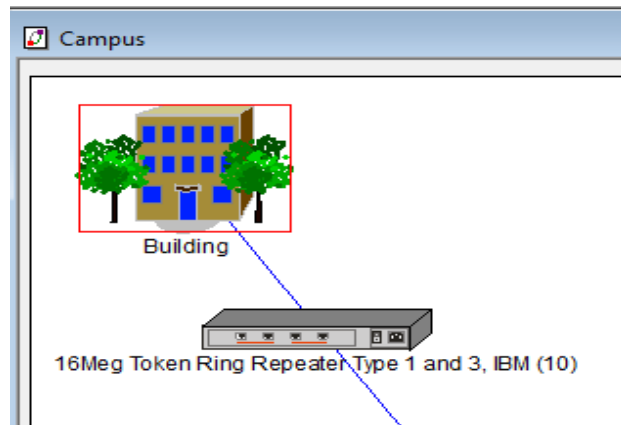 Campus
Building
16Meg Token Ring Repeater Type 1 and 3, IBM (10)